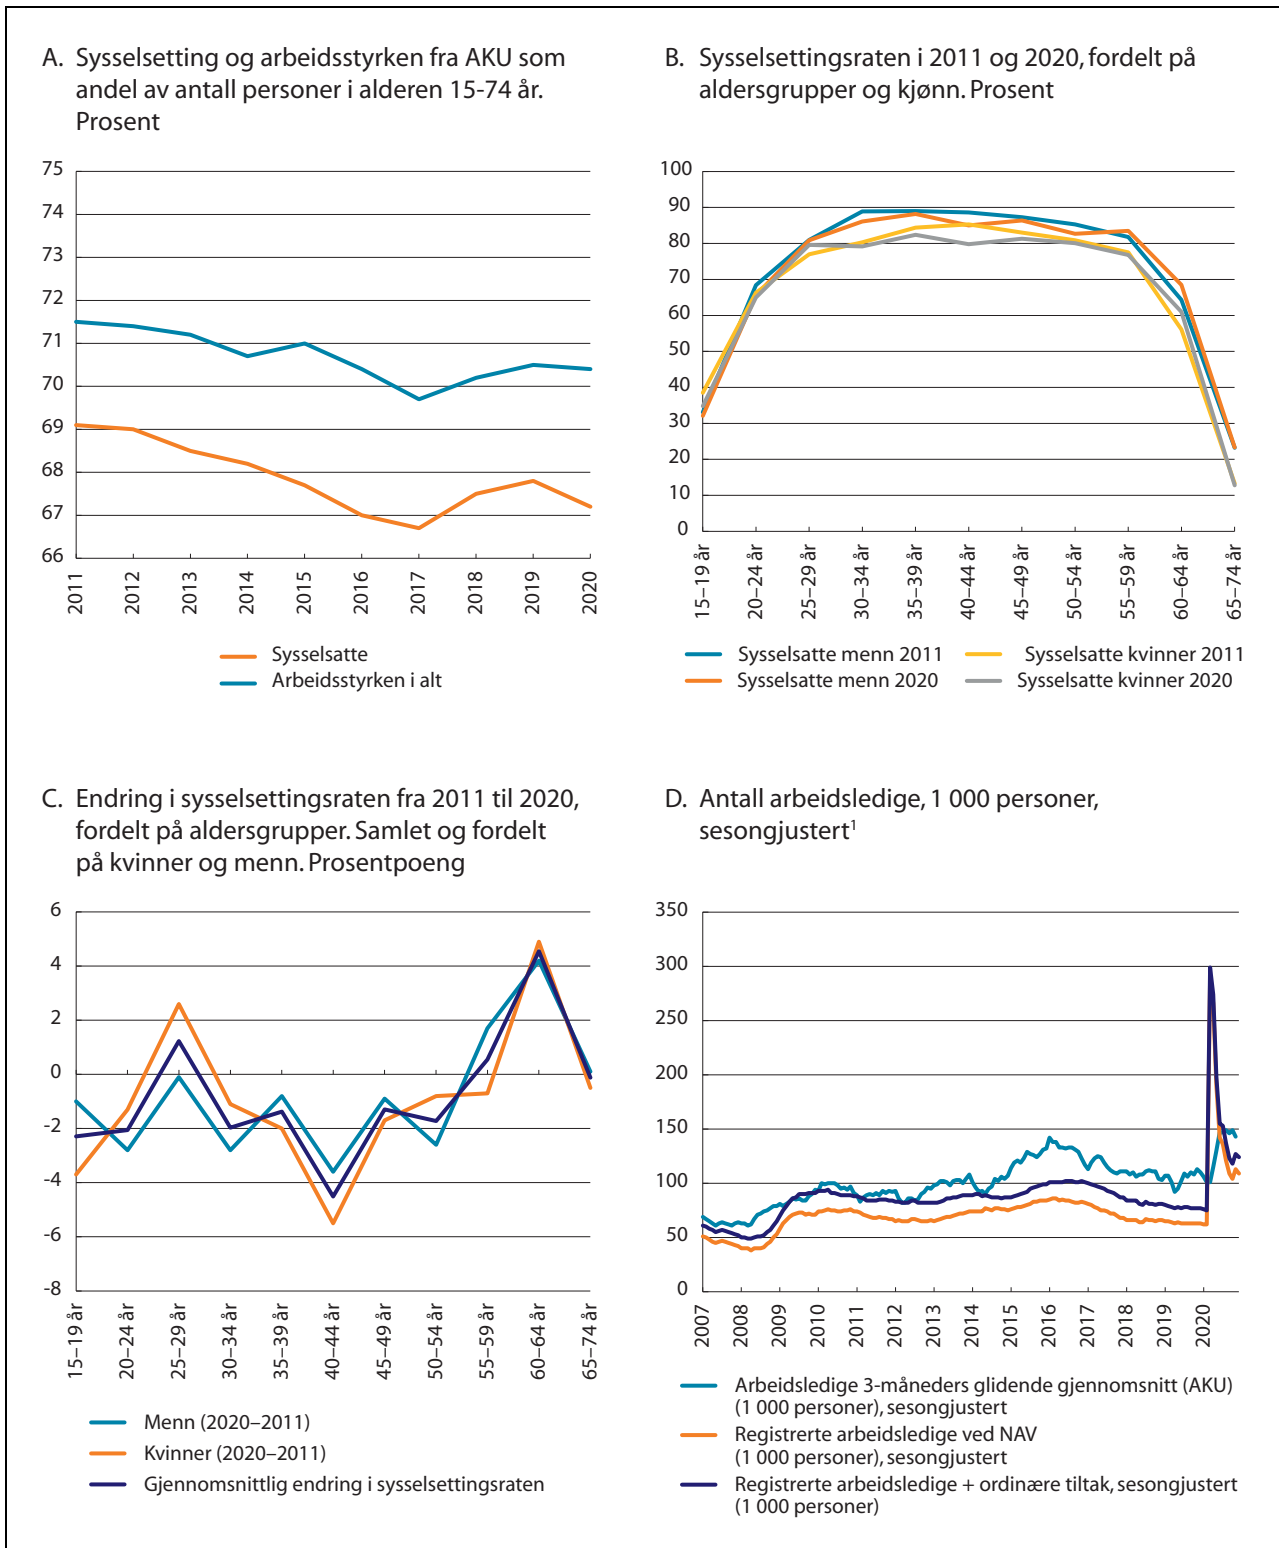 A. Sysselsetting og arbeidsstyrken fra AKU som
andel av antall personer i alderen 15-74 år.
Prosent
75
74
73
72
71
70
69
68
67
66
2011
2012
2013
2014
2015
2016
2017
2018
2019
2020
Sysselsatte
Arbeidsstyrken i alt
B. Sysselsettingsraten i 2011 og 2020, fordelt på
aldersgrupper og kjønn. Prosent
100
90
80
70
60
50
40
30
20
10
0
15–19 år
20–24 år
25–29 år
30–34 år
35–39 år
40–44 år
45–49 år
50–54 år
55–59 år
60–64 år
65–74 år
Sysselsatte menn 2011
Sysselsatte kvinner 2011
Sysselsatte menn 2020
Sysselsatte kvinner 2020
C. Endring i sysselsettingsraten fra 2011 til 2020,
fordelt på aldersgrupper. Samlet og fordelt
på kvinner og menn. Prosentpoeng
6
4
2
0
-2
-4
-6
-8
15–19 år
20–24 år
25–29 år
30–34 år
35–39 år
40–44 år
45–49 år
50–54 år
55–59 år
60–64 år
65–74 år
Menn (2020–2011)
Kvinner (2020–2011)
Gjennomsnittlig endring i sysselsettingsraten
D. Antall arbeidsledige, 1 000 personer,
sesongjustert¹
350
300
250
200
150
100
50
0
2007
2008
2009
2010
2011
2012
2013
2014
2015
2016
2017
2018
2019
2020
Arbeidsledige 3-måneders glidende gjennomsnitt (AKU)
(1 000 personer), sesongjustert
Registrerte arbeidsledige ved NAV
(1 000 personer), sesongjustert
Registrerte arbeidsledige + ordinære tiltak, sesongjustert
(1 000 personer)